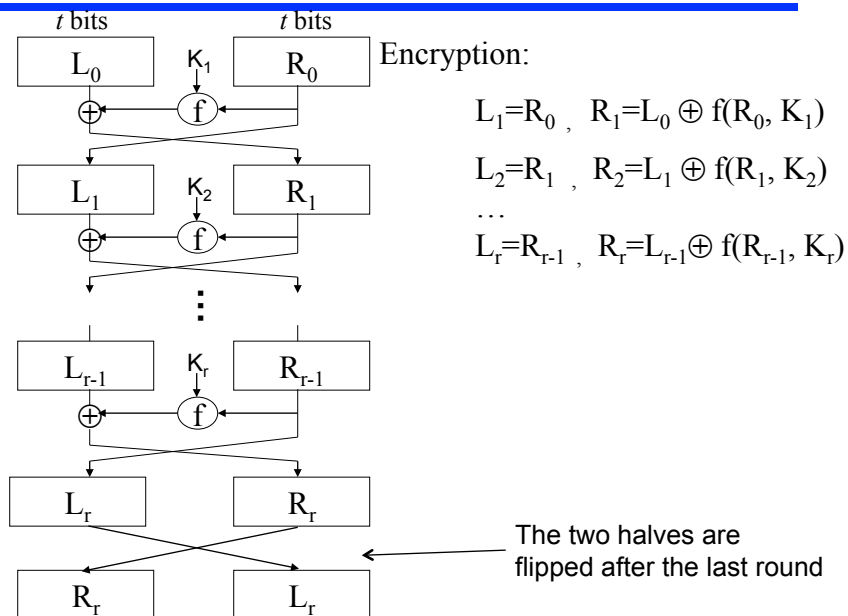 t bits t bits
L₀ K₁ R₀ Encryption:
⊕ f
L₁=R₀ , R₁=L₀ ⊕ f(R₀, K₁)
L₁ K₂ R₁
L₂=R₁ , R₂=L₁ ⊕ f(R₁, K₂)
⊕ f
…
Lᵣ=Rᵣ₋₁ , Rᵣ=Lᵣ₋₁⊕ f(Rᵣ₋₁, Kᵣ)
⋮
Lᵣ₋₁ Kᵣ Rᵣ₋₁
⊕ f
Lᵣ Rᵣ
The two halves are
flipped after the last round
Rᵣ Lᵣ